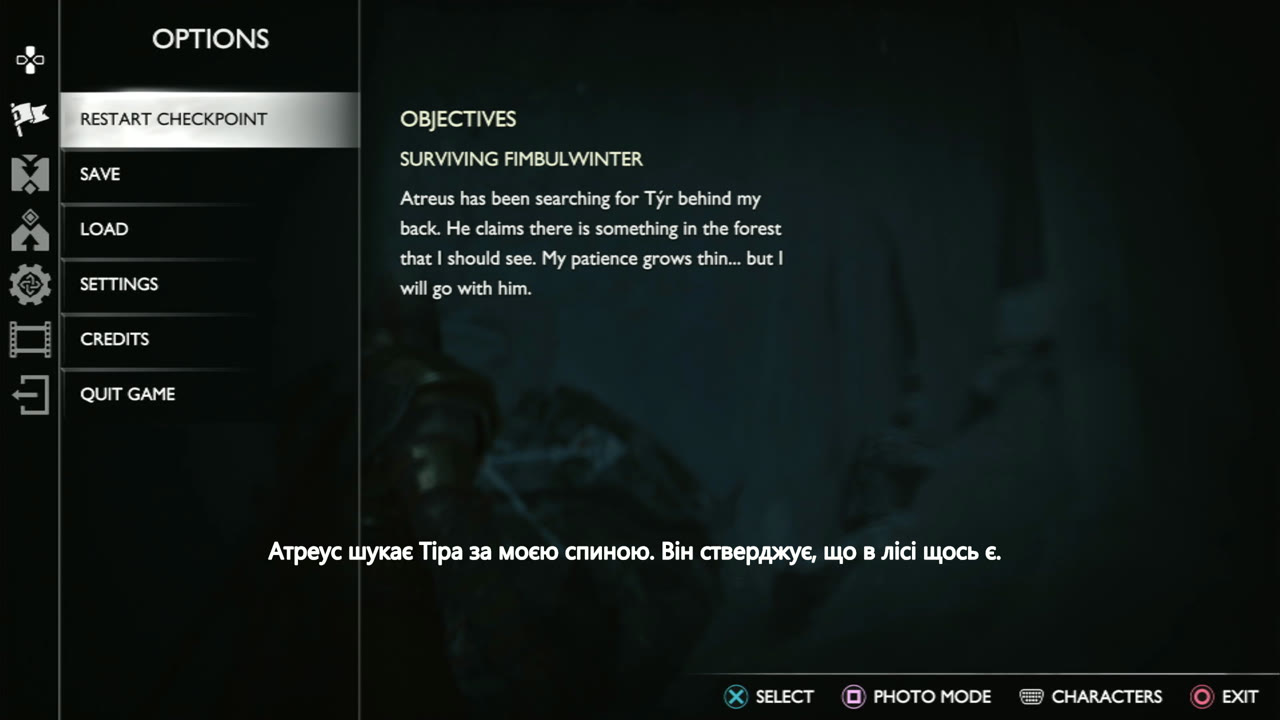 OPTIONS
RESTART CHECKPOINT
SAVE
LOAD
SETTINGS
CREDITS
QUIT GAME
OBJECTIVES
SURVIVING FIMBULWINTER
Atreus has been searching for Týr behind my
back. He claims there is something in the forest
that I should see. My patience grows thin... but I
will go with him.
Атреус шукає Тіра за моєю спиною. Він стверджує, що в лісі щось є.
SELECT
PHOTO MODE
CHARACTERS
EXIT